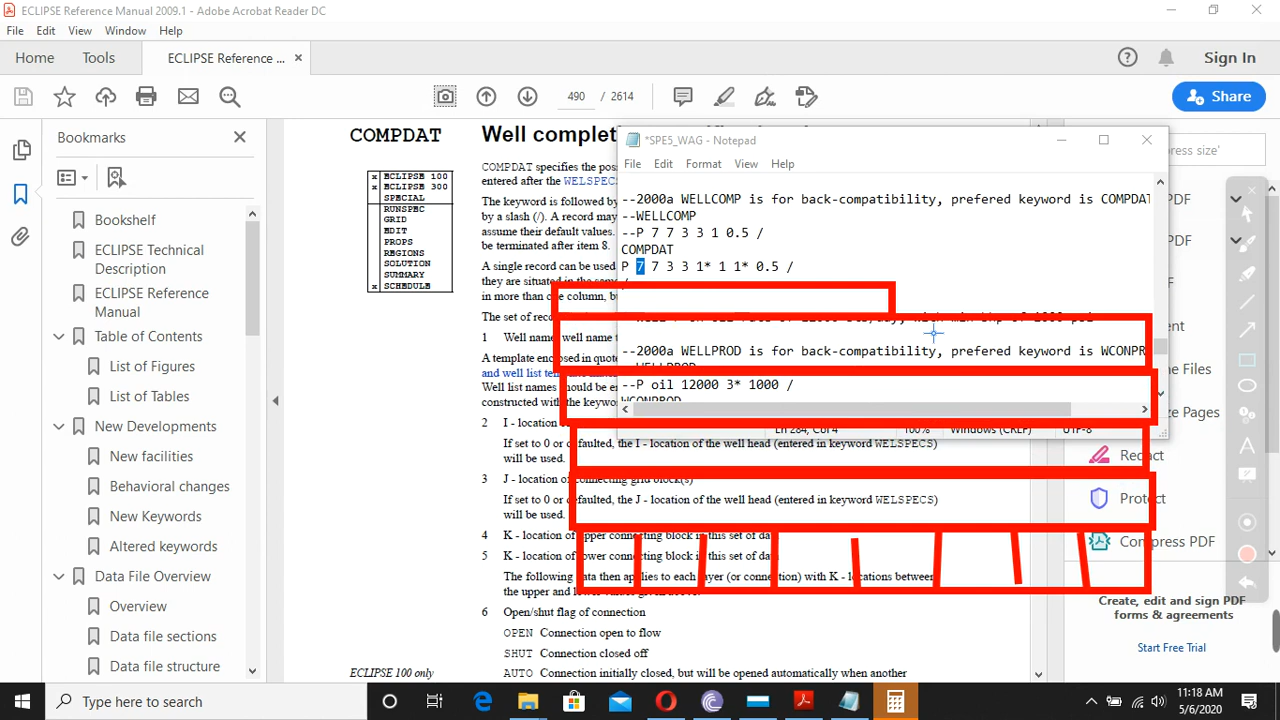 ECLIPSE Reference Manual 2009.1 - Adobe Acrobat Reader DC
File Edit View Window Help
Home Tools ECLIPSE Reference ... × Sign In
490 / 2614 Share
Bookmarks
Bookshelf
ECLIPSE Technical
Description
ECLIPSE Reference
Manual
Table of Contents
List of Figures
List of Tables
New Developments
New facilities
Behavioral changes
New Keywords
Altered keywords
Data File Overview
Overview
Data file sections
Data file structure
COMPDAT
x ECLIPSE 100
x ECLIPSE 300
SPECIAL
RUNSPEC
GRID
EDIT
PROPS
REGIONS
SOLUTION
SUMMARY
x SCHEDULE
ECLIPSE 100 only
Well
COMPDAT specifies the
entered after the WELSPECS
The keyword is followed by
by a slash (/). A record may
assume their default values.
be terminated after item 8.
A single record can be used
they are situated in the same
in more than one column,
The set of
1 Well name, well name
A template enclosed in
and well list
Well list names should be
constructed with the
2 I - location
If set to 0 or defaulted, the I - location of the well head (entered in keyword WELSPECS)
will be used.
3 J - location of connecting grid block(s)
If set to 0 or defaulted, the J - location of the well head (entered in keyword WELSPECS)
will be used.
4 K - location of upper connecting block in this set of
5 K - location of lower connecting block in this set of
The following data then applies to each layer (or connection) with K - locations between
the upper and lower values given above.
6 Open/shut flag of connection
OPEN Connection open to flow
SHUT Connection closed off
AUTO Connection initially closed, but will be opened automatically when another
*SPE5_WAG - Notepad
File Edit Format View Help
--2000a WELLCOMP is for back-compatibility, prefered keyword is COMPDAT
--WELLCOMP
--P 7 7 3 3 1 0.5 /
COMPDAT
P 7 7 3 3 1* 1 1* 0.5 /
/
--2000a WELLPROD is for back-compatibility, prefered keyword is WCONPR
--WELLPROD
--P oil 12000 3* 1000 /
WCONPROD
Ln 284, Col 4 100% Windows (CRLF) UTF-8
press size'
PDF
PDF
Redact
Protect
Compress PDF
Create, edit and sign PDF
forms & agreements
Start Free Trial
Type here to search
11:18 AM
5/6/2020